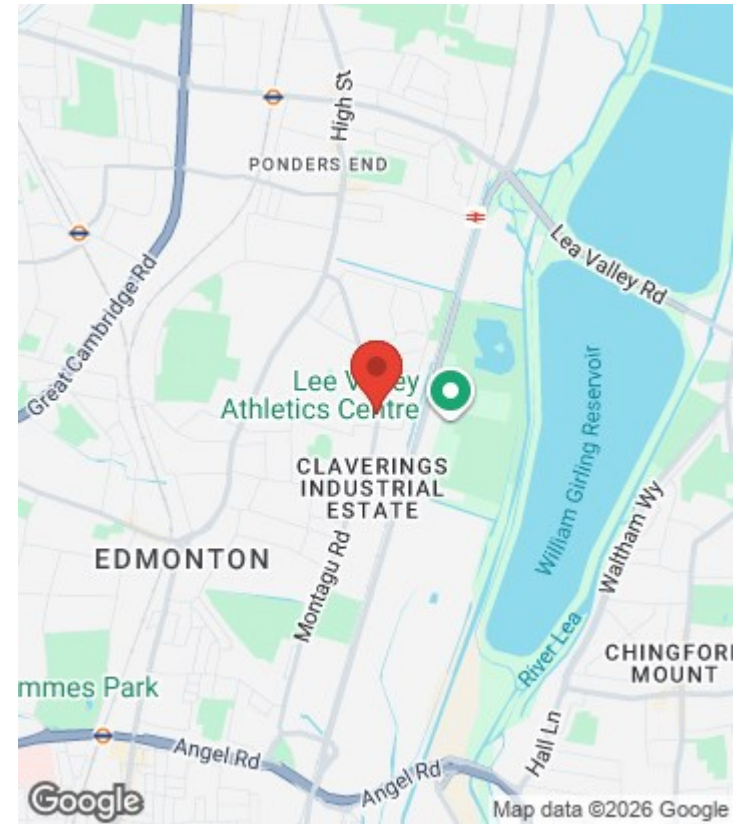 High St
PONDERS END
Lea Valley Rd
Great Cambridge Rd
Lee Valley
Athletics Centre
William Girling Reservoir
CLAVERINGS
INDUSTRIAL
ESTATE
Waltham Wy
EDMONTON
Montagu Rd
River Lea
CHINGFOR
MOUNT
mmes Park
Hall Ln
Angel Rd
Angel Rd
Google
Map data ©2026 Google